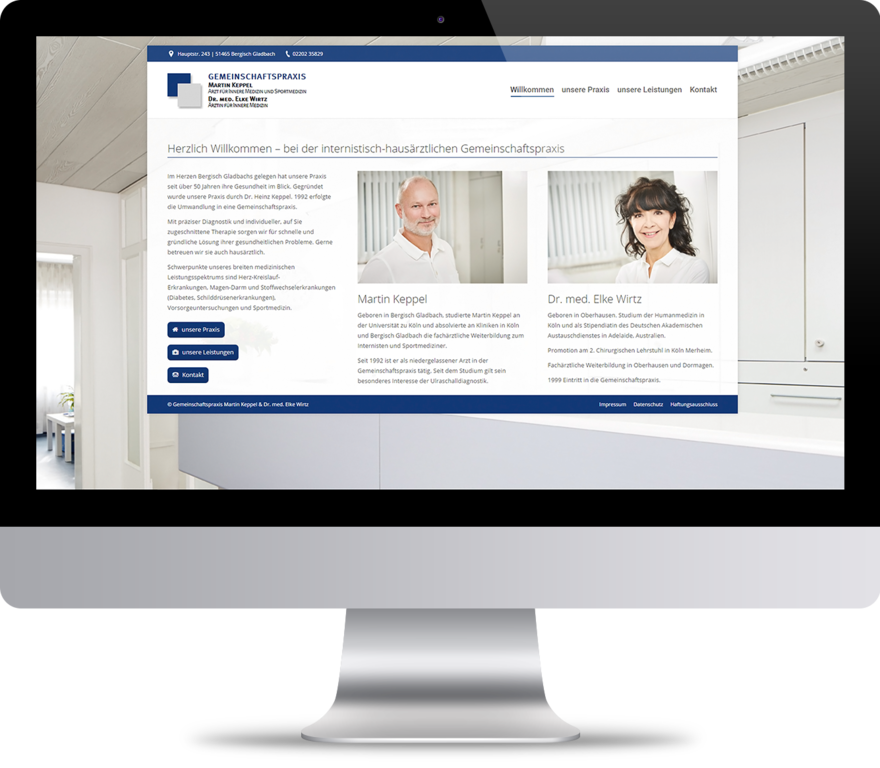 Hauptstr. 243 | 51465 Bergisch Gladbach 02202 35829
GEMEINSCHAFTSPRAXIS
MARTIN KEPPEL
ARZT FÜR INNERE MEDIZIN UND SPORTMEDIZIN
DR. MED. ELKE WIRTZ
ÄRZTIN FÜR INNERE MEDIZIN
Willkommen unsere Praxis unsere Leistungen Kontakt
Herzlich Willkommen – bei der internistisch-hausärztlichen Gemeinschaftspraxis
Im Herzen Bergisch Gladbachs gelegen hat unsere Praxis
seit über 50 Jahren ihre Gesundheit im Blick. Gegründet
wurde unsere Praxis durch Dr. Heinz Keppel. 1992 erfolgte
die Umwandlung in eine Gemeinschaftspraxis.
Mit präziser Diagnostik und individueller, auf Sie
zugeschnittene Therapie sorgen wir für schnelle und
gründliche Lösung ihrer gesundheitlichen Probleme. Gerne
betreuen wir sie auch hausärztlich.
Schwerpunkte unseres breiten medizinischen
Leistungsspektrums sind Herz-Kreislauf-
Erkrankungen, Magen-Darm und Stoffwechselerkrankungen
(Diabetes, Schilddrüsenerkrankungen),
Vorsorgeuntersuchungen und Sportmedizin.
unsere Praxis
unsere Leistungen
Kontakt
Martin Keppel
Geboren in Bergisch Gladbach, studierte Martin Keppel an
der Universität zu Köln und absolvierte an Kliniken in Köln
und Bergisch Gladbach die fachärztliche Weiterbildung zum
Internisten und Sportmediziner.
Seit 1992 ist er als niedergelassener Arzt in der
Gemeinschaftspraxis tätig. Seit dem Studium gilt sein
besonderes Interesse der Ulraschalldiagnostik.
Dr. med. Elke Wirtz
Geboren in Oberhausen. Studium der Humanmedizin in
Köln und als Stipendiatin des Deutschen Akademischen
Austauschdienstes in Adelaide, Australien.
Promotion am 2. Chirurgischen Lehrstuhl in Köln Merheim.
Fachärztliche Weiterbildung in Oberhausen und Dormagen.
1999 Eintritt in die Gemeinschaftspraxis.
© Gemeinschaftspraxis Martin Keppel & Dr. med. Elke Wirtz
Impressum Datenschutz Haftungsausschluss